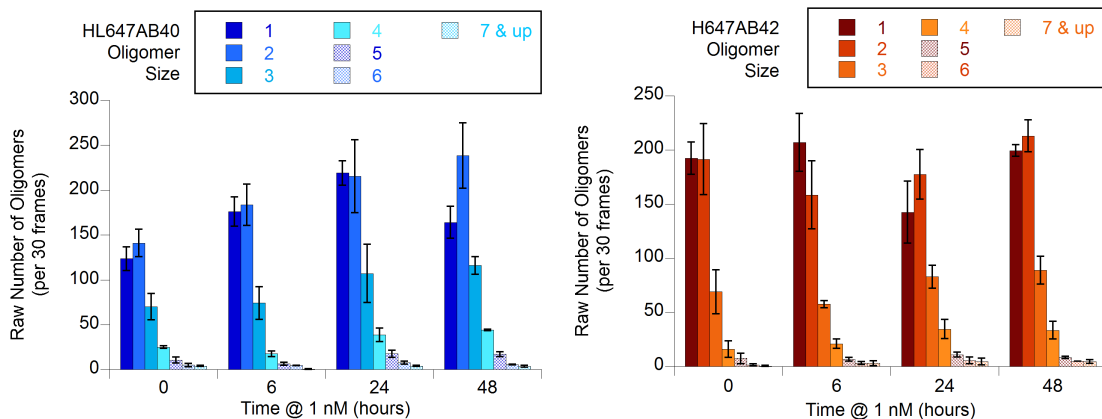 HL647AB40
Oligomer
Size
1
2
3
4
5
6
7 & up
Raw Number of Oligomers
(per 30 frames)
300
250
200
150
100
50
0
0 6 24 48
Time @ 1 nM (hours)
H647AB42
Oligomer
Size
1
2
3
4
5
6
7 & up
Raw Number of Oligomers
(per 30 frames)
250
200
150
100
50
0
0 6 24 48
Time @ 1 nM (hours)